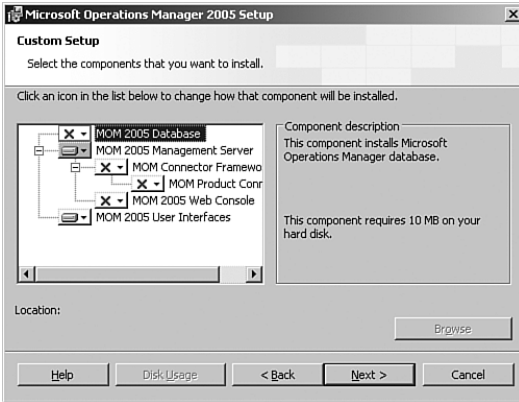 Microsoft Operations Manager 2005 Setup
Custom Setup
Select the components that you want to install.
Click an icon in the list below to change how that component will be installed.
MOM 2005 Database
MOM 2005 Management Server
MOM Connector Framewo
MOM Product Conr
MOM 2005 Web Console
MOM 2005 User Interfaces
Component description
This component installs Microsoft
Operations Manager database.
This component requires 10 MB on your
hard disk.
Location:
Browse
Help
Disk Usage
< Back
Next >
Cancel